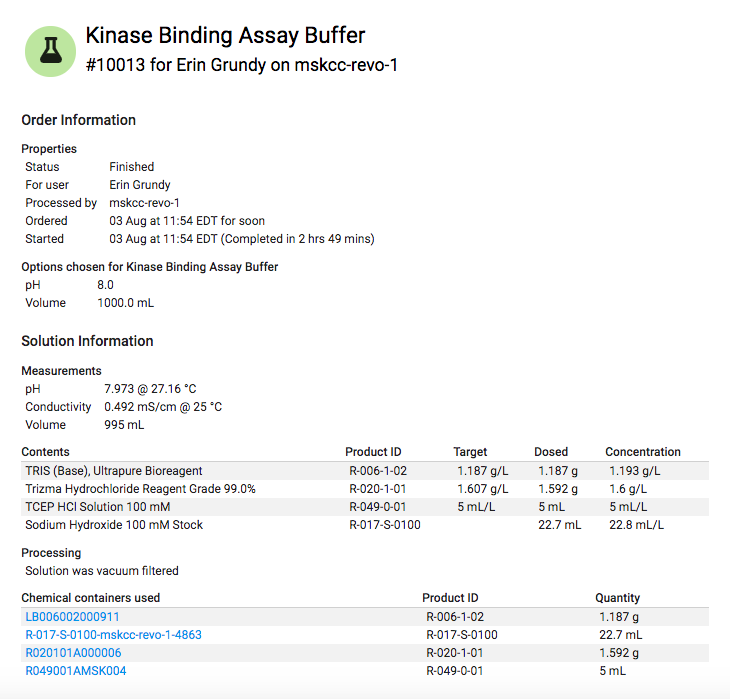 Kinase Binding Assay Buffer
#10013 for Erin Grundy on mskcc-revo-1
Order Information
Properties
Status Finished
For user Erin Grundy
Processed by mskcc-revo-1
Ordered 03 Aug at 11:54 EDT for soon
Started 03 Aug at 11:54 EDT (Completed in 2 hrs 49 mins)
Options chosen for Kinase Binding Assay Buffer
pH 8.0
Volume 1000.0 mL
Solution Information
Measurements
pH 7.973 @ 27.16 °C
Conductivity 0.492 mS/cm @ 25 °C
Volume 995 mL
Contents Product ID Target Dosed Concentration
TRIS (Base), Ultrapure Bioreagent R-006-1-02 1.187 g/L 1.187 g 1.193 g/L
Trizma Hydrochloride Reagent Grade 99.0% R-020-1-01 1.607 g/L 1.592 g 1.6 g/L
TCEP HCl Solution 100 mM R-049-0-01 5 mL/L 5 mL 5 mL/L
Sodium Hydroxide 100 mM Stock R-017-S-0100 22.7 mL 22.8 mL/L
Processing
Solution was vacuum filtered
Chemical containers used Product ID Quantity
LB006002000911 R-006-1-02 1.187 g
R-017-S-0100-mskcc-revo-1-4863 R-017-S-0100 22.7 mL
R020101A000006 R-020-1-01 1.592 g
R049001AMSK004 R-049-0-01 5 mL